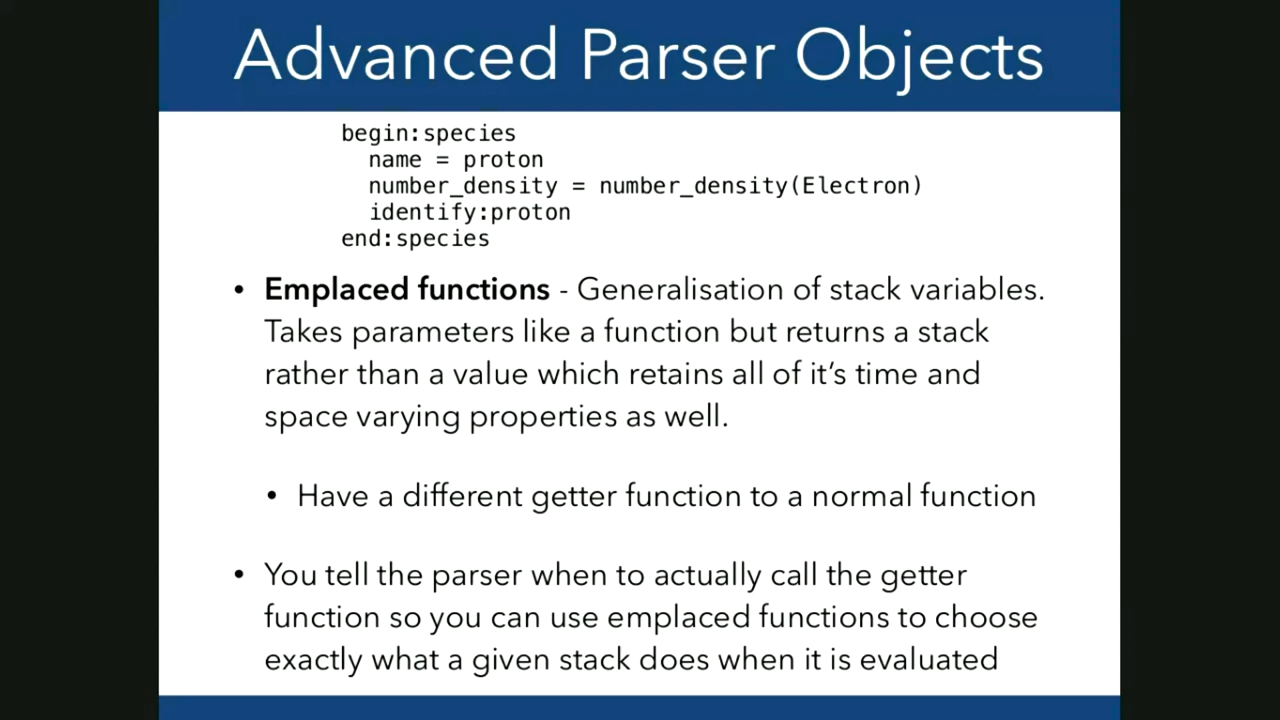 Advanced Parser Objects
begin:species
name = proton
number_density = number_density(Electron)
identify:proton
end:species
• Emplaced functions - Generalisation of stack variables.
Takes parameters like a function but returns a stack
rather than a value which retains all of it’s time and
space varying properties as well.
• Have a different getter function to a normal function
• You tell the parser when to actually call the getter
function so you can use emplaced functions to choose
exactly what a given stack does when it is evaluated